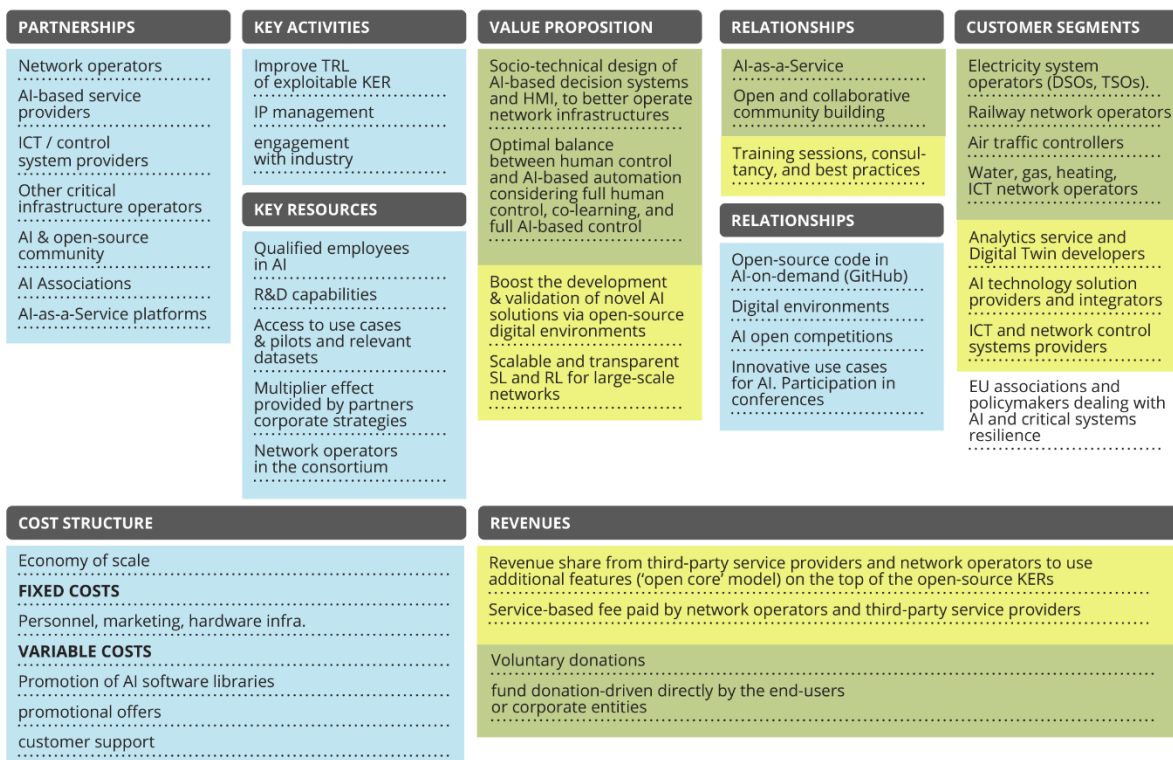 PARTNERSHIPS
Network operators
AI-based service
providers
ICT / control
system providers
Other critical
infrastructure operators
AI & open-source
community
AI Associations
AI-as-a-Service platforms
KEY ACTIVITIES
Improve TRL
of exploitable KER
IP management
engagement
with industry
KEY RESOURCES
Qualified employees
in AI
R&D capabilities
Access to use cases
& pilots and relevant
datasets
Multiplier effect
provided by partners
corporate strategies
Network operators
in the consortium
VALUE PROPOSITION
Socio-technical design of
AI-based decision systems
and HMI, to better operate
network infrastructures
Optimal balance
between human control
and AI-based automation
considering full human
control, co-learning, and
full AI-based control
Boost the development
& validation of novel AI
solutions via open-source
digital environments
Scalable and transparent
SL and RL for large-scale
networks
RELATIONSHIPS
AI-as-a-Service
Open and collaborative
community building
Training sessions, consul-
tancy, and best practices
RELATIONSHIPS
Open-source code in
AI-on-demand (GitHub)
Digital environments
AI open competitions
Innovative use cases
for AI. Participation in
conferences
CUSTOMER SEGMENTS
Electricity system
operators (DSOs, TSOs).
Railway network operators
Air traffic controllers
Water, gas, heating,
ICT network operators
Analytics service and
Digital Twin developers
AI technology solution
providers and integrators
ICT and network control
systems providers
EU associations and
policymakers dealing with
AI and critical systems
resilience
COST STRUCTURE
Economy of scale
FIXED COSTS
Personnel, marketing, hardware infra.
VARIABLE COSTS
Promotion of AI software libraries
promotional offers
customer support
REVENUES
Revenue share from third-party service providers and network operators to use
additional features (‘open core’ model) on the top of the open-source KERs
Service-based fee paid by network operators and third-party service providers
Voluntary donations
fund donation-driven directly by the end-users
or corporate entities